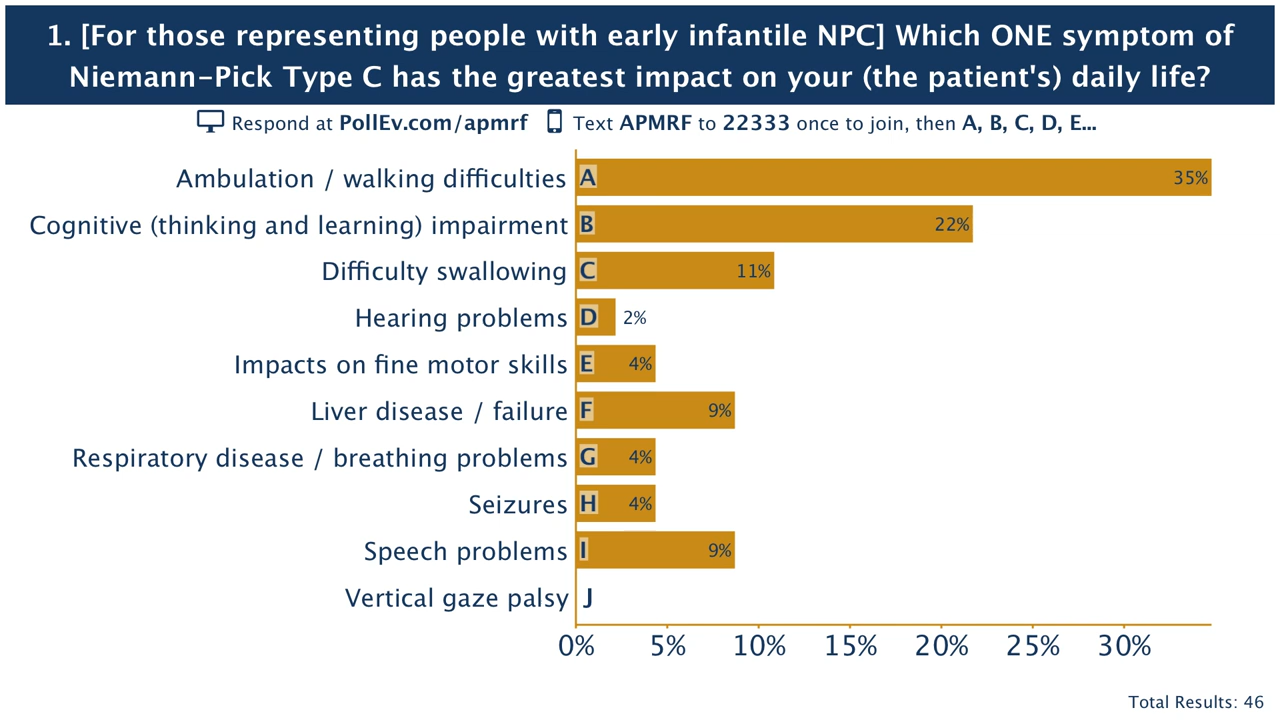 1. [For those representing people with early infantile NPC] Which ONE symptom of
Niemann-Pick Type C has the greatest impact on your (the patient's) daily life?
Respond at PollEv.com/apmrf Text APMRF to 22333 once to join, then A, B, C, D, E...
Ambulation / walking difficulties A 35%
Cognitive (thinking and learning) impairment B 22%
Difficulty swallowing C 11%
Hearing problems D 2%
Impacts on fine motor skills E 4%
Liver disease / failure F 9%
Respiratory disease / breathing problems G 4%
Seizures H 4%
Speech problems I 9%
Vertical gaze palsy J
0% 5% 10% 15% 20% 25% 30%
Total Results: 46